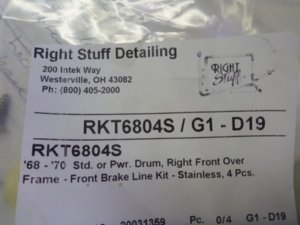 Right Stuff Detailing
200 Intek Way
Westerville, OH 43082
Ph: (800) 405-2000
RIGHT
Stuff
RKT6804S / G1 - D19
RKT6804S
'68 - '70 Std. or Pwr. Drum, Right Front Over
Frame - Front Brake Line Kit - Stainless, 4 Pcs.
20031359 Pc. 0/4 G1 - D19